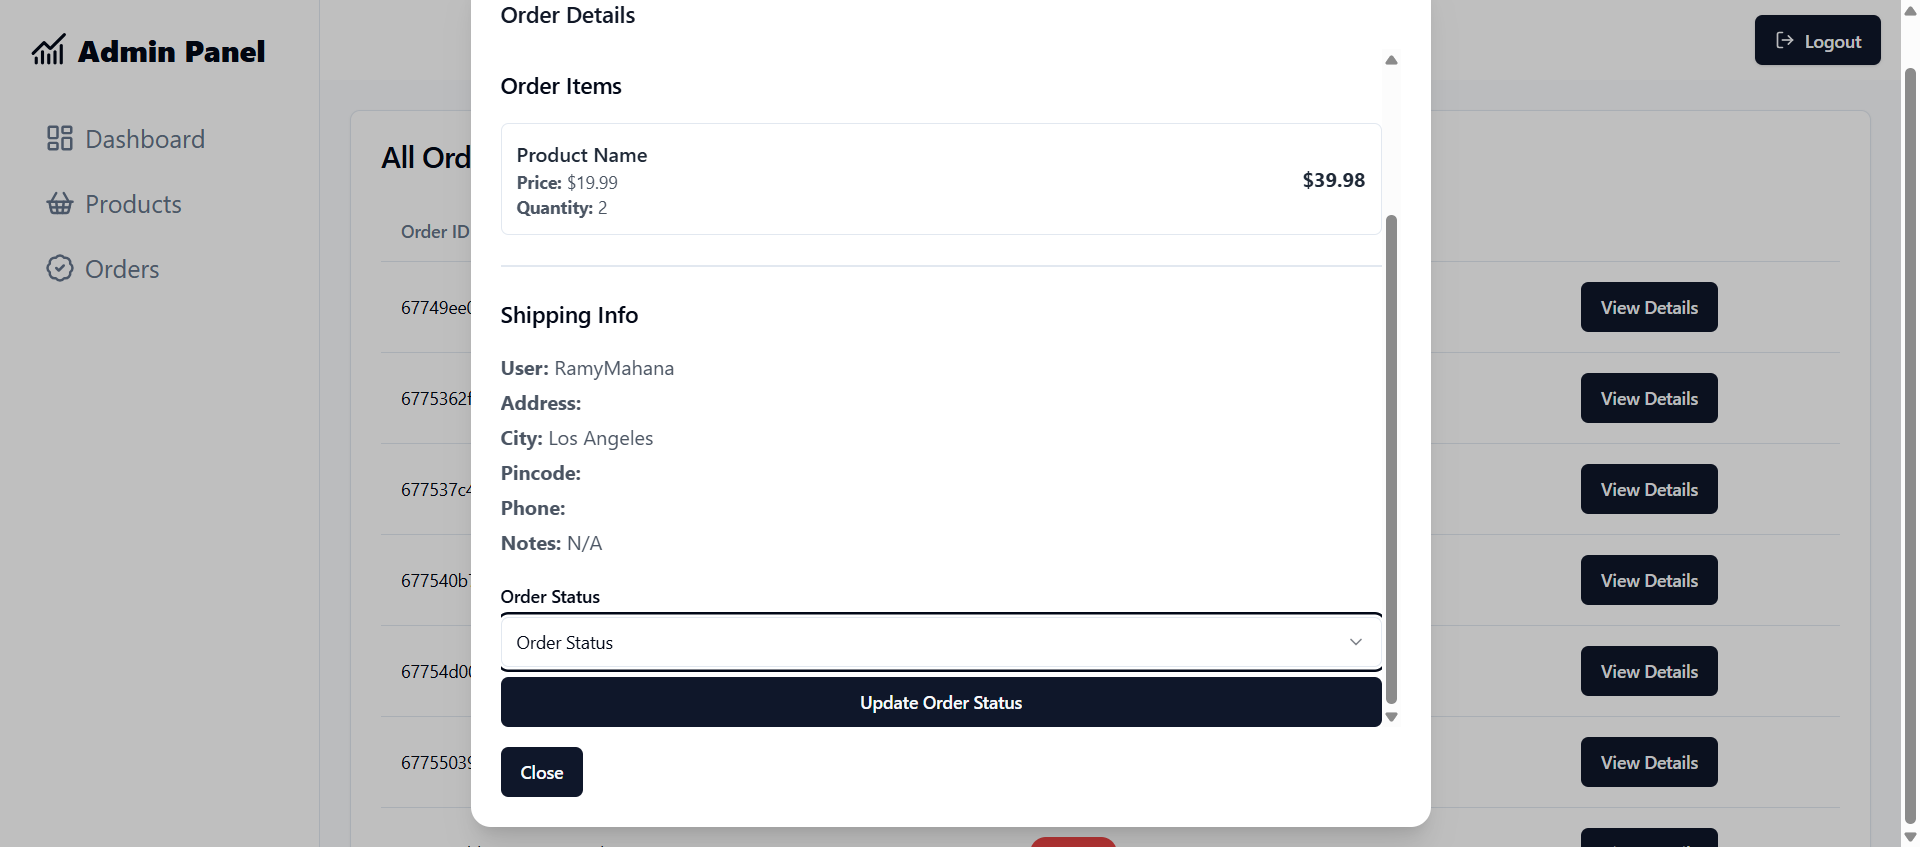 Admin Panel
Dashboard
Products
Orders
Logout
All Ord
Order ID
67749ee
6775362
677537c
677540b
67754d0
6775503
View Details
View Details
View Details
View Details
View Details
View Details
Order Details
Order Items
Product Name
Price: $19.99
Quantity: 2
$39.98
Shipping Info
User: RamyMahana
Address:
City: Los Angeles
Pincode:
Phone:
Notes: N/A
Order Status
Order Status
Update Order Status
Close